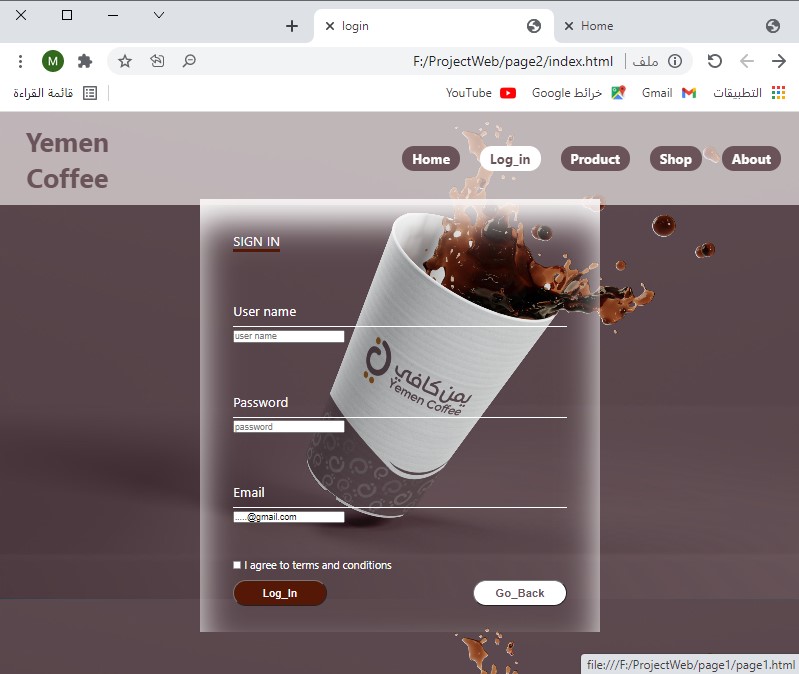 login
Home
M
F:/ProjectWeb/page2/index.html
ملف
قائمة القراءة
YouTube
خرائط Google
Gmail
التطبيقات
Yemen
Coffee
Home
Log_in
Product
Shop
About
SIGN IN
User name
user name
يمن كافي
Yemen Coffee
Password
password
Email
.....@gmail.com
I agree to terms and conditions
Log_In
Go_Back
file:///F:/ProjectWeb/page1/page1.html